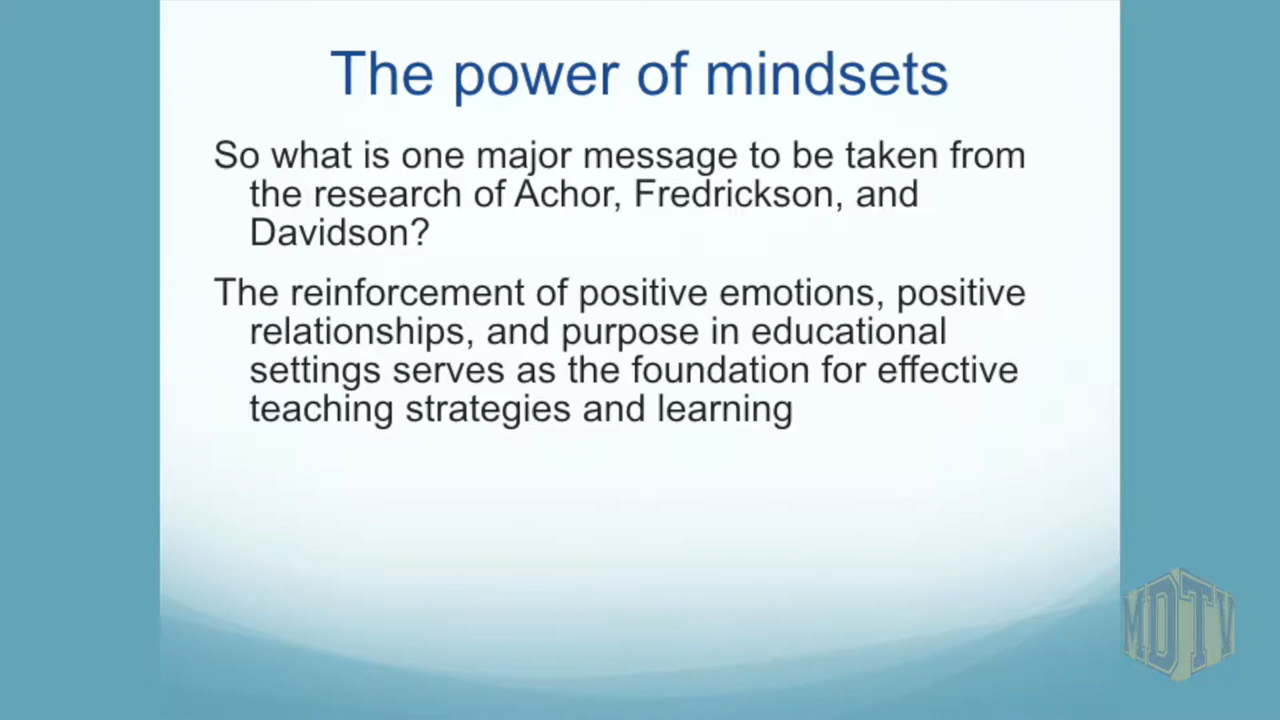 The power of mindsets
So what is one major message to be taken from
the research of Achor, Fredrickson, and
Davidson?
The reinforcement of positive emotions, positive
relationships, and purpose in educational
settings serves as the foundation for effective
teaching strategies and learning
MDTV